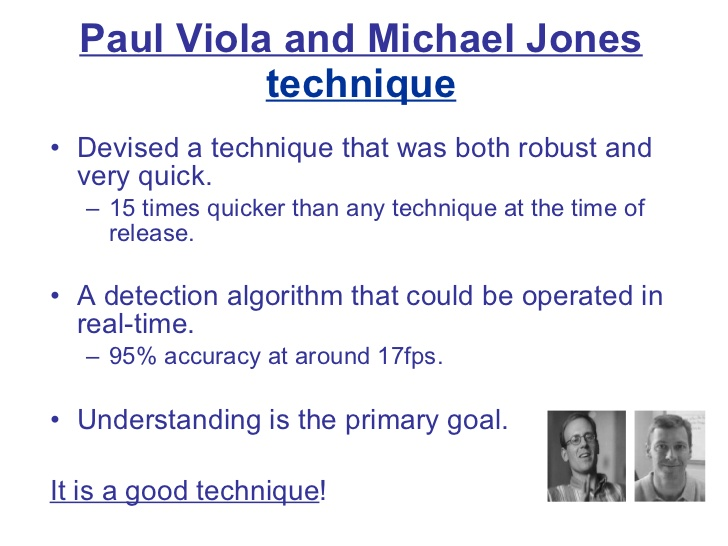 Paul Viola and Michael Jones
technique
• Devised a technique that was both robust and
very quick.
– 15 times quicker than any technique at the time of
release.
• A detection algorithm that could be operated in
real-time.
– 95% accuracy at around 17fps.
• Understanding is the primary goal.
It is a good technique!